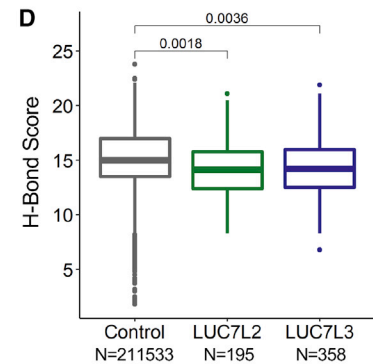 D
0.0036
0.0018
25
20
15
10
5
H-Bond Score
Control LUC7L2 LUC7L3
N=211533 N=195 N=358